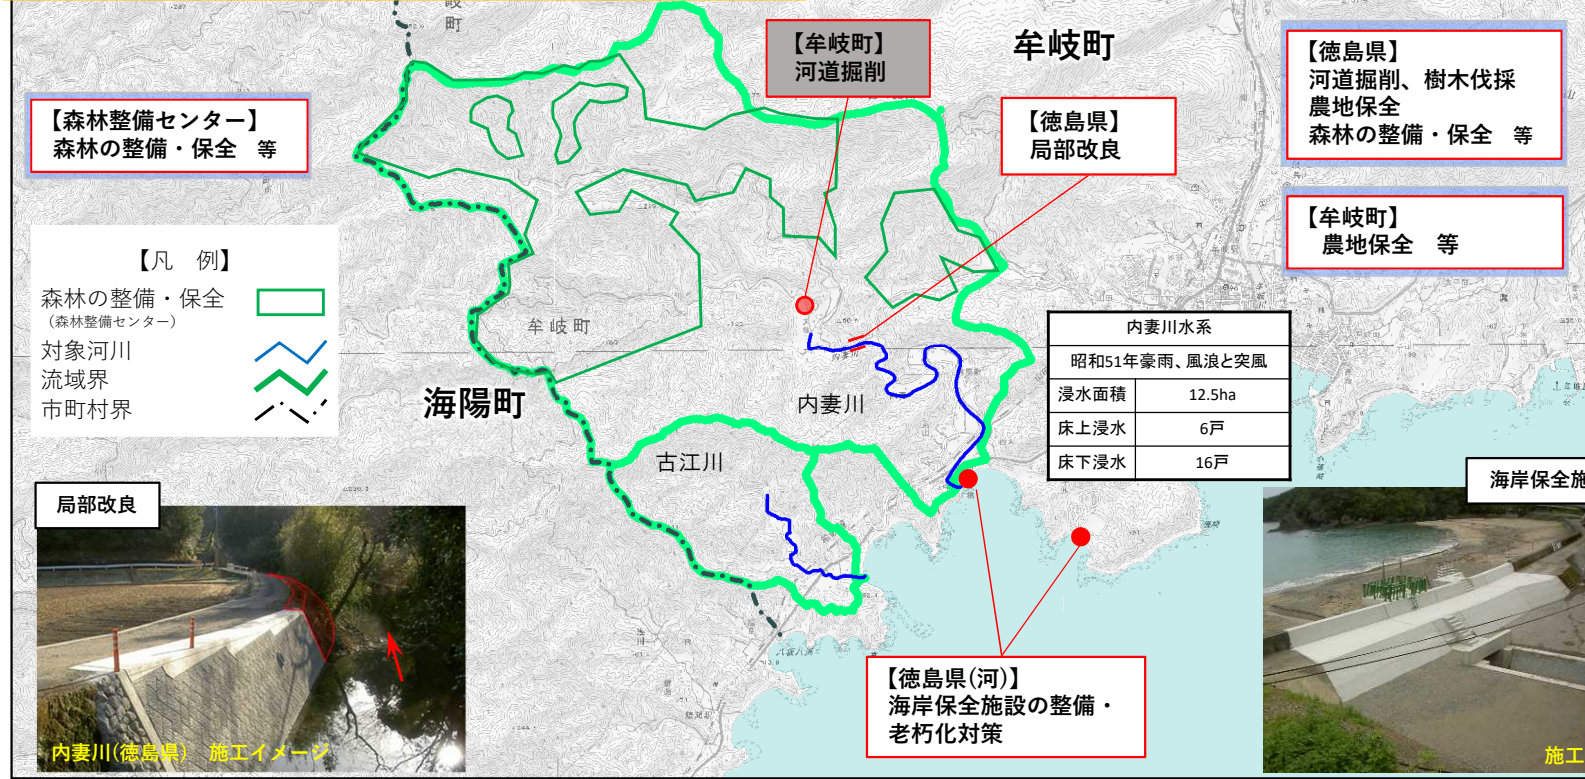 岐
町
【牟岐町】
河道掘削
牟岐町
【徳島県】
河道掘削、樹木伐採
農地保全
森林の整備・保全　等
【森林整備センター】
森林の整備・保全　等
【徳島県】
局部改良
【牟岐町】
農地保全　等
【凡　例】
森林の整備・保全
（森林整備センター）
対象河川
流域界
市町村界
牟岐町
内妻川
海陽町
内妻川
古江川
内妻川水系
昭和51年豪雨、風浪と突風
浸水面積 12.5ha
床上浸水 6戸
床下浸水 16戸
局部改良
内妻川(徳島県)　施工イメージ
海岸保全施
施工
【徳島県(河)】
海岸保全施設の整備・
老朽化対策